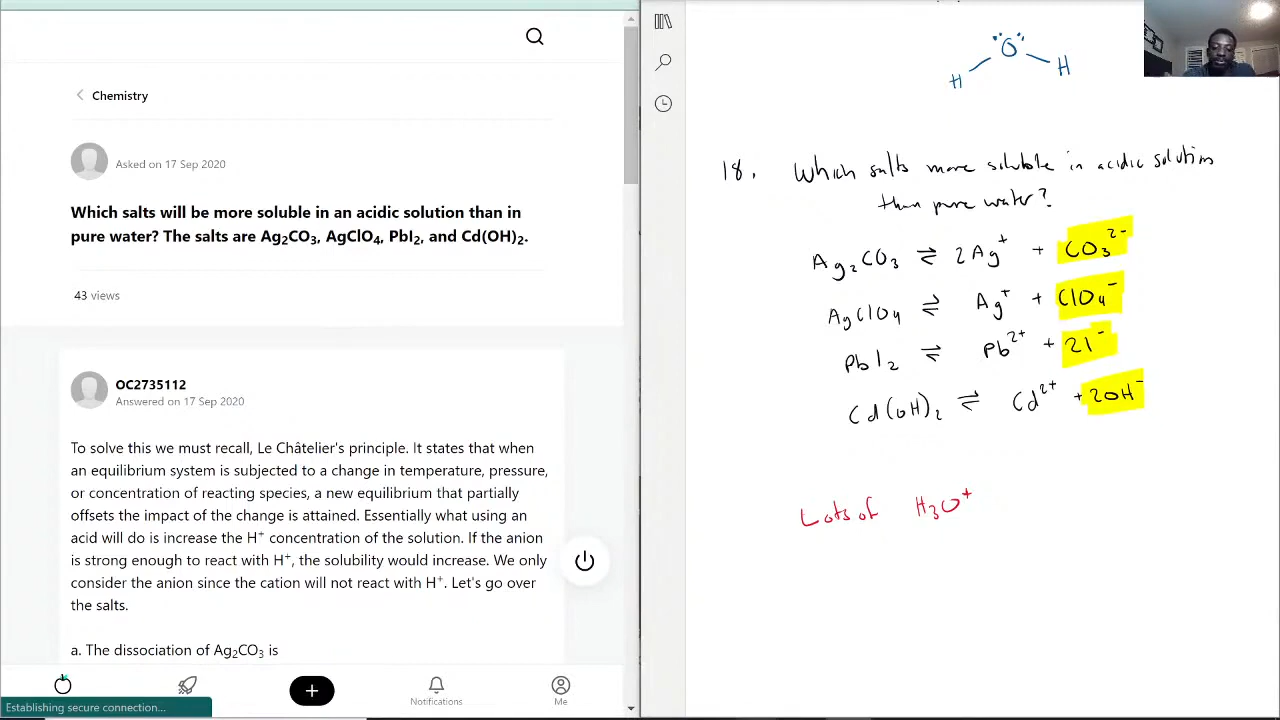 Chemistry
Asked on 17 Sep 2020
Which salts will be more soluble in an acidic solution than in
pure water? The salts are Ag₂CO₃, AgClO₄, PbI₂, and Cd(OH)₂.
43 views
OC2735112
Answered on 17 Sep 2020
To solve this we must recall, Le Châtelier's principle. It states that when
an equilibrium system is subjected to a change in temperature, pressure,
or concentration of reacting species, a new equilibrium that partially
offsets the impact of the change is attained. Essentially what using an
acid will do is increase the H⁺ concentration of the solution. If the anion
is strong enough to react with H⁺, the solubility would increase. We only
consider the anion since the cation will not react with H⁺. Let's go over
the salts.
a. The dissociation of Ag₂CO₃ is
Notifications
Me
Establishing secure connection...
O
H H
18. Which salts more soluble in acidic solution
than pure water?
Ag₂CO₃ ⇌ 2Ag⁺ + CO₃²⁻
AgClO₄ ⇌ Ag⁺ + ClO₄⁻
PbI₂ ⇌ Pb²⁺ + 2I⁻
Cd(OH)₂ ⇌ Cd²⁺ + 2OH⁻
Lots of H₃O⁺